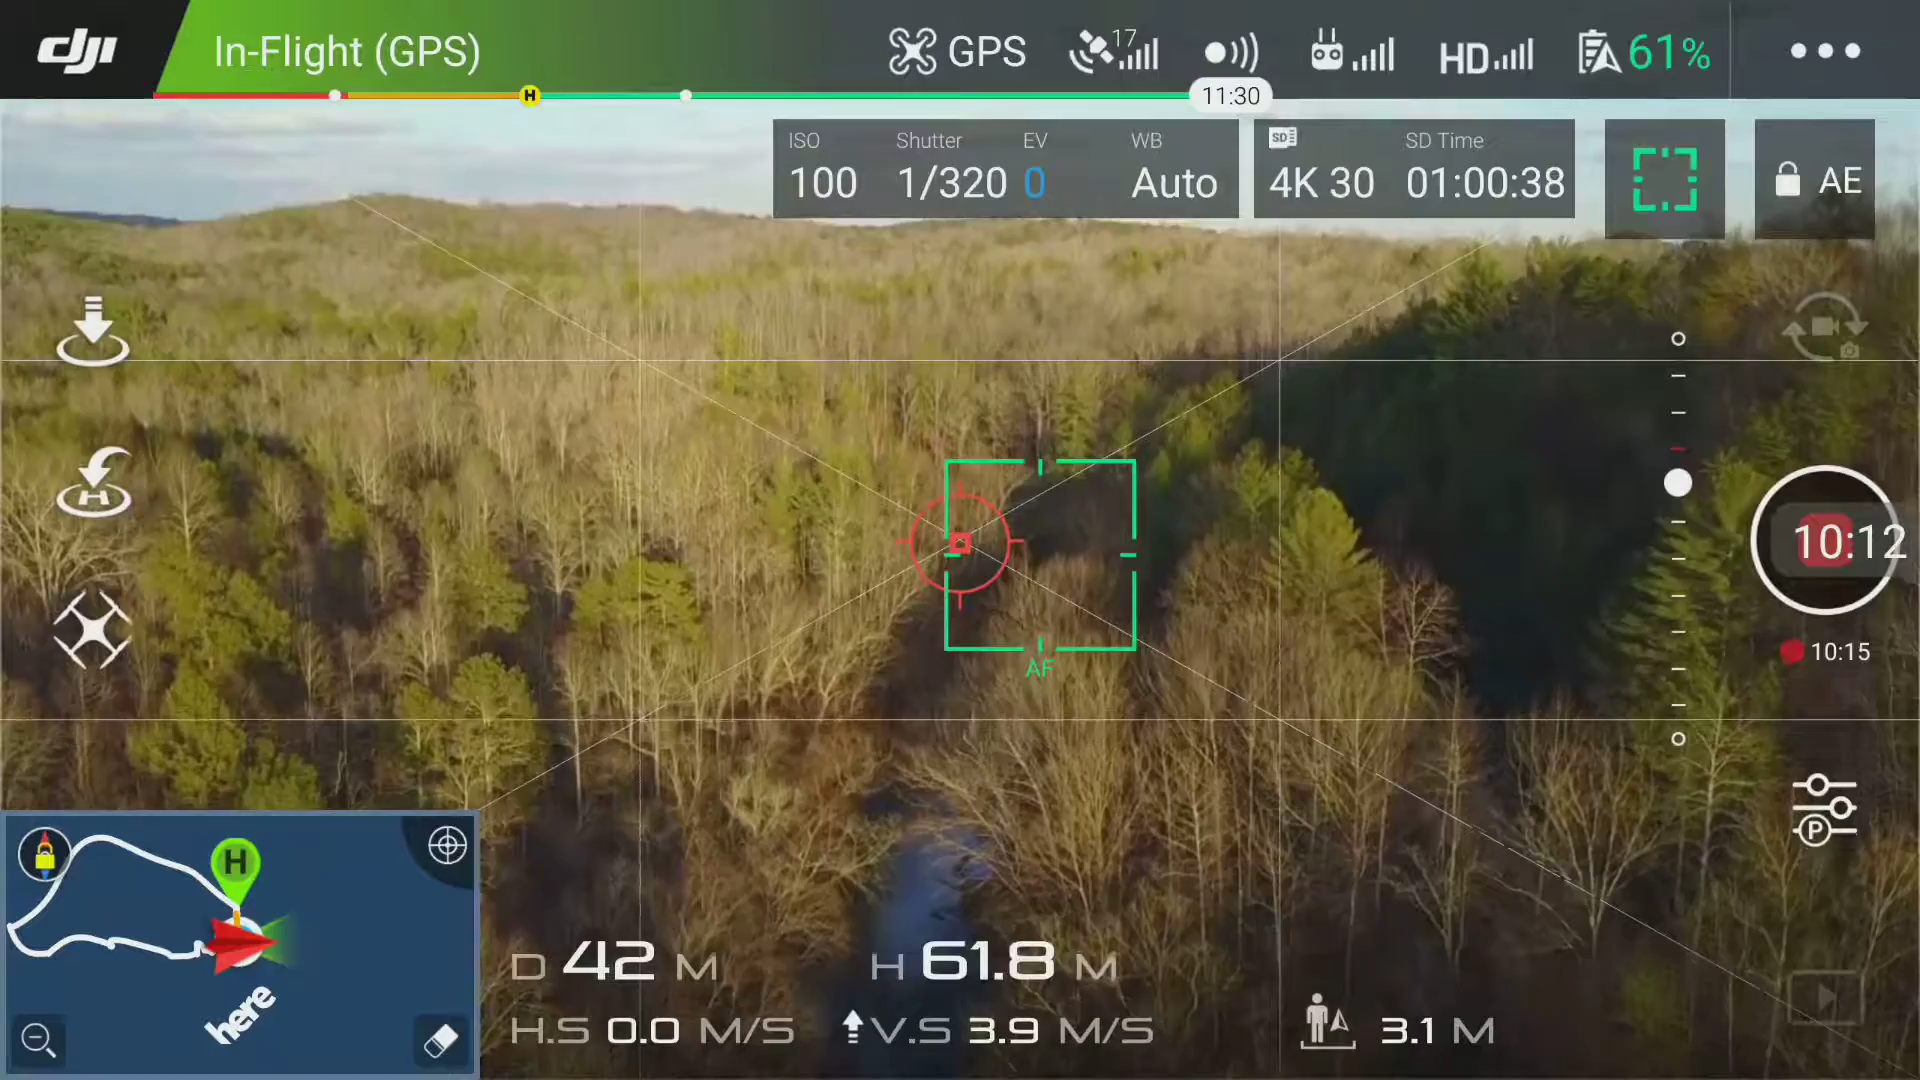 dji
In-Flight (GPS)
GPS
17
HD
61%
H
11:30
ISO
Shutter
EV
WB
100
1/320
0
Auto
SD
SD Time
4K 30
01:00:38
AE
H
10:12
AF
10:15
P
H
here
D 42 M
H 61.8 M
H.S 0.0 M/S
V.S 3.9 M/S
3.1 M